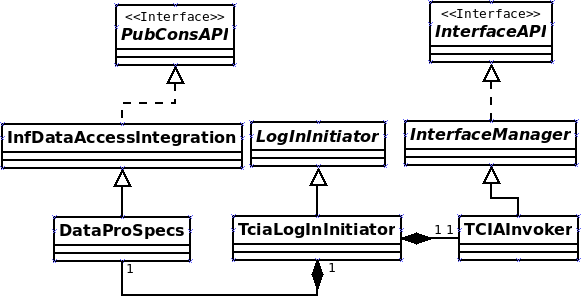 <<Interface>>
PubConsAPI
<<Interface>>
InterfaceAPI
InfDataAccessIntegration
LogInInitiator
InterfaceManager
DataProSpecs
TciaLogInInitiator
TCIAInvoker
1 1
1
1